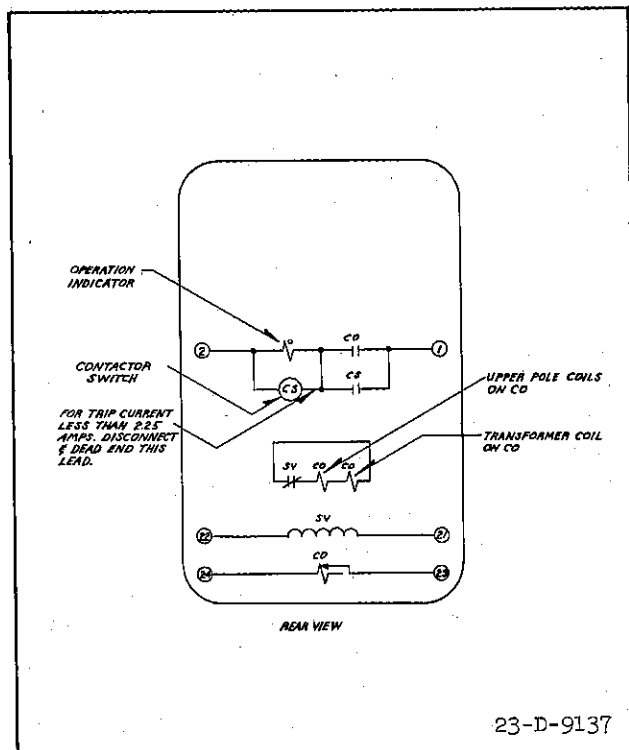 OPERATION
INDICATOR
CO
2
1
CONTACTOR
SWITCH
CS
CS
UPPER POLE COILS
ON CO
FOR TRIP CURRENT
LESS THAN 2.25
AMPS. DISCONNECT
& DEAD END THIS
LEAD.
TRANSFORMER COIL
ON CO
SV CO CO
SV
22
21
CO
24
23
REAR VIEW
23-D-9137